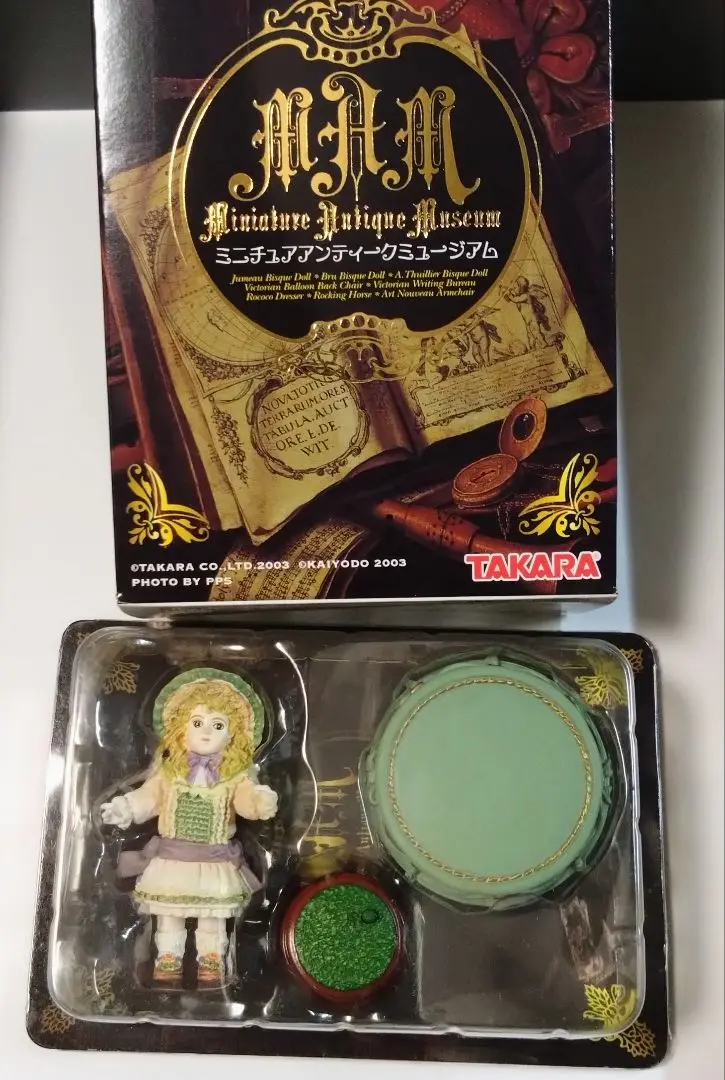 MAM
Miniature Antique Museum
ミニチュアアンティークミュージアム
Jumeau Bisque Doll * Bru Bisque Doll * A.Thuillier Bisque Doll
Victorian Balloon Back Chair * Victorian Writing Bureau
Rococo Dresser * Rocking Horse * Art Nouveau Armchair
NOVA TOTIUS
TERRARUM ORBIS
TABULA. AUCT
ORE. F. DE
WIT.
©TAKARA CO.,LTD.2003 ©KAIYODO 2003
PHOTO BY PPS
TAKARA®